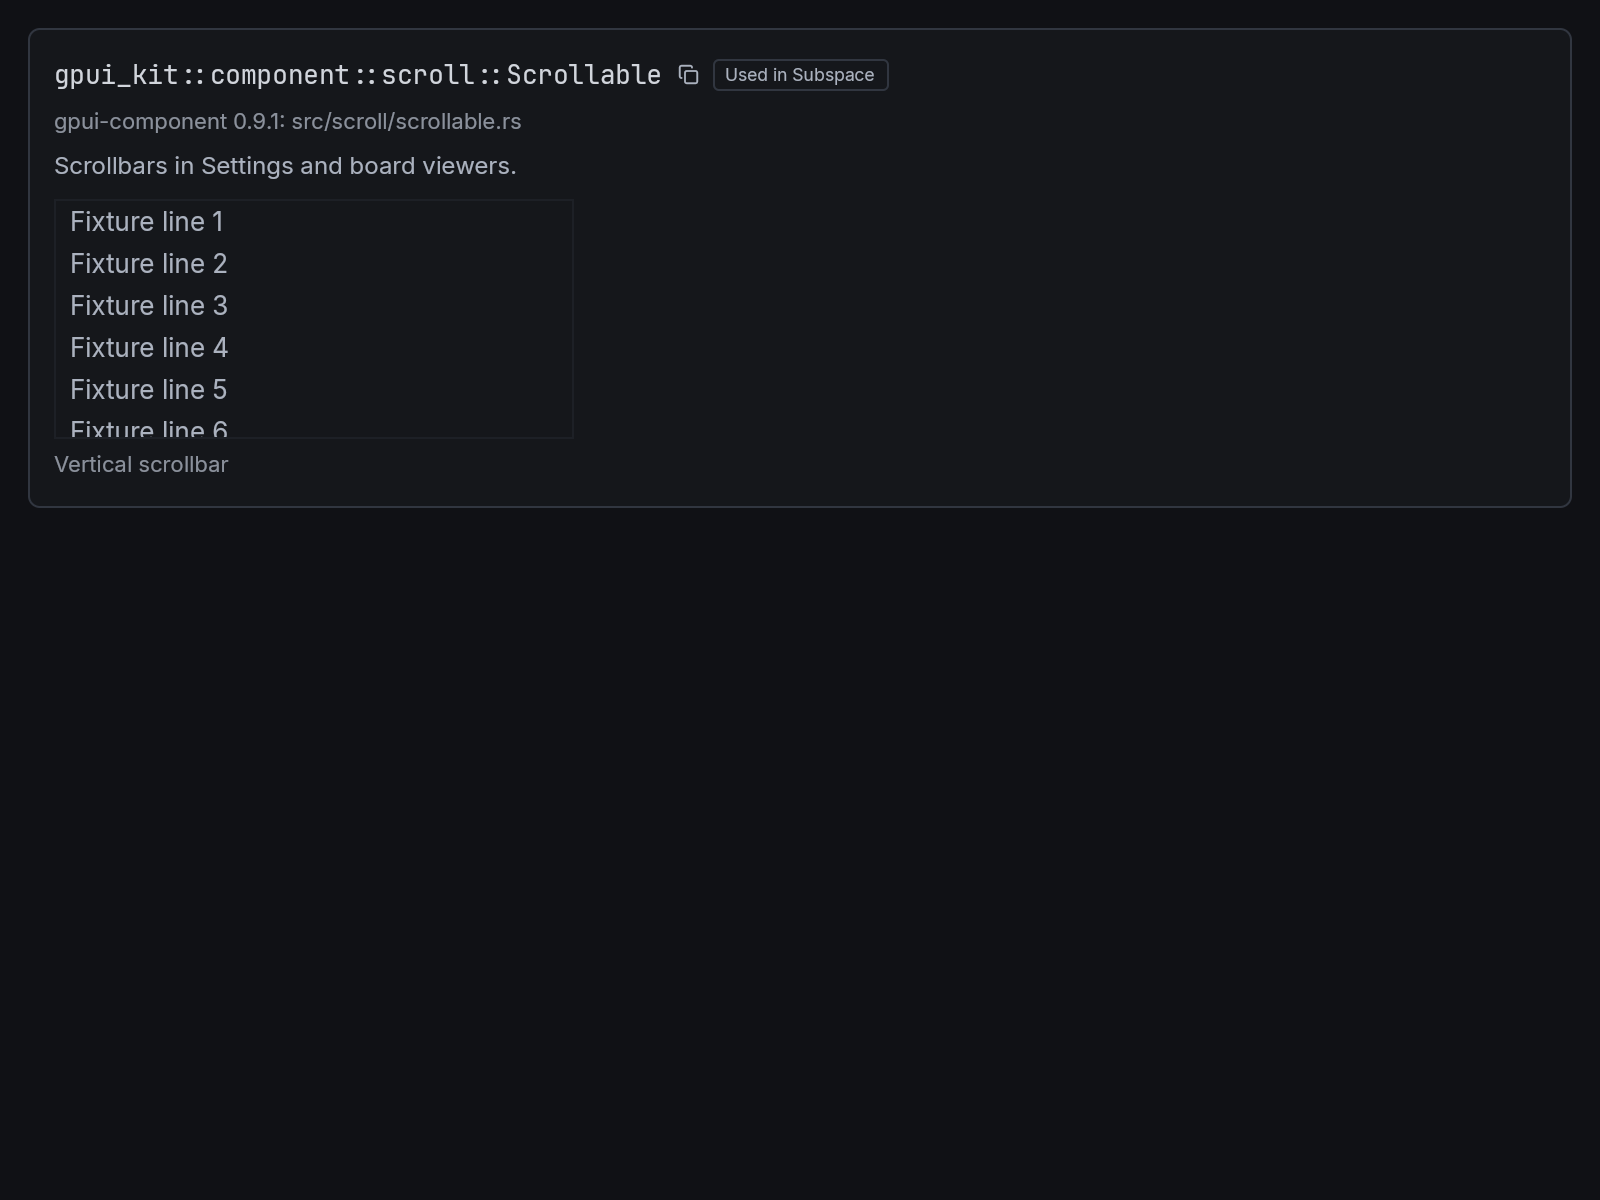 gpui_kit::component::scroll::Scrollable Used in Subspace
gpui-component 0.9.1: src/scroll/scrollable.rs
Scrollbars in Settings and board viewers.
Fixture line 1
Fixture line 2
Fixture line 3
Fixture line 4
Fixture line 5
Fixture line 6
Vertical scrollbar